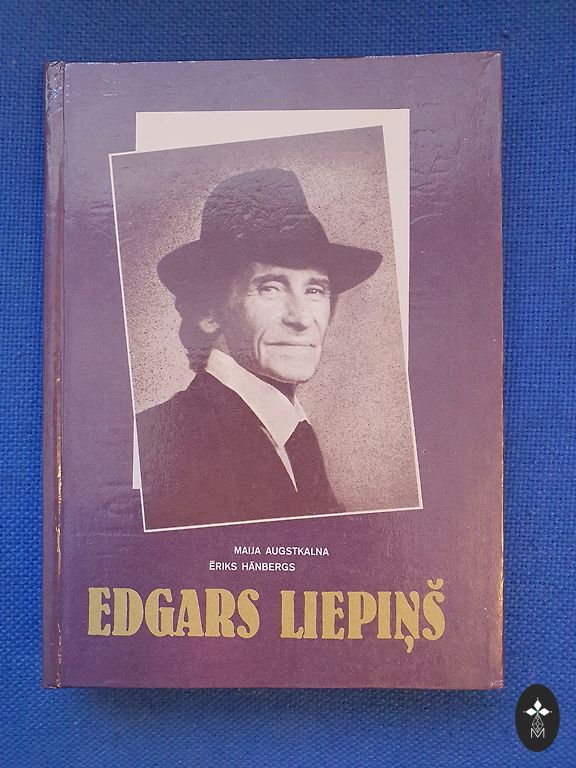 MAIJA AUGSTKALNA
ĒRIKS HĀNBERGS
EDGARS LIEPIŅŠ
M